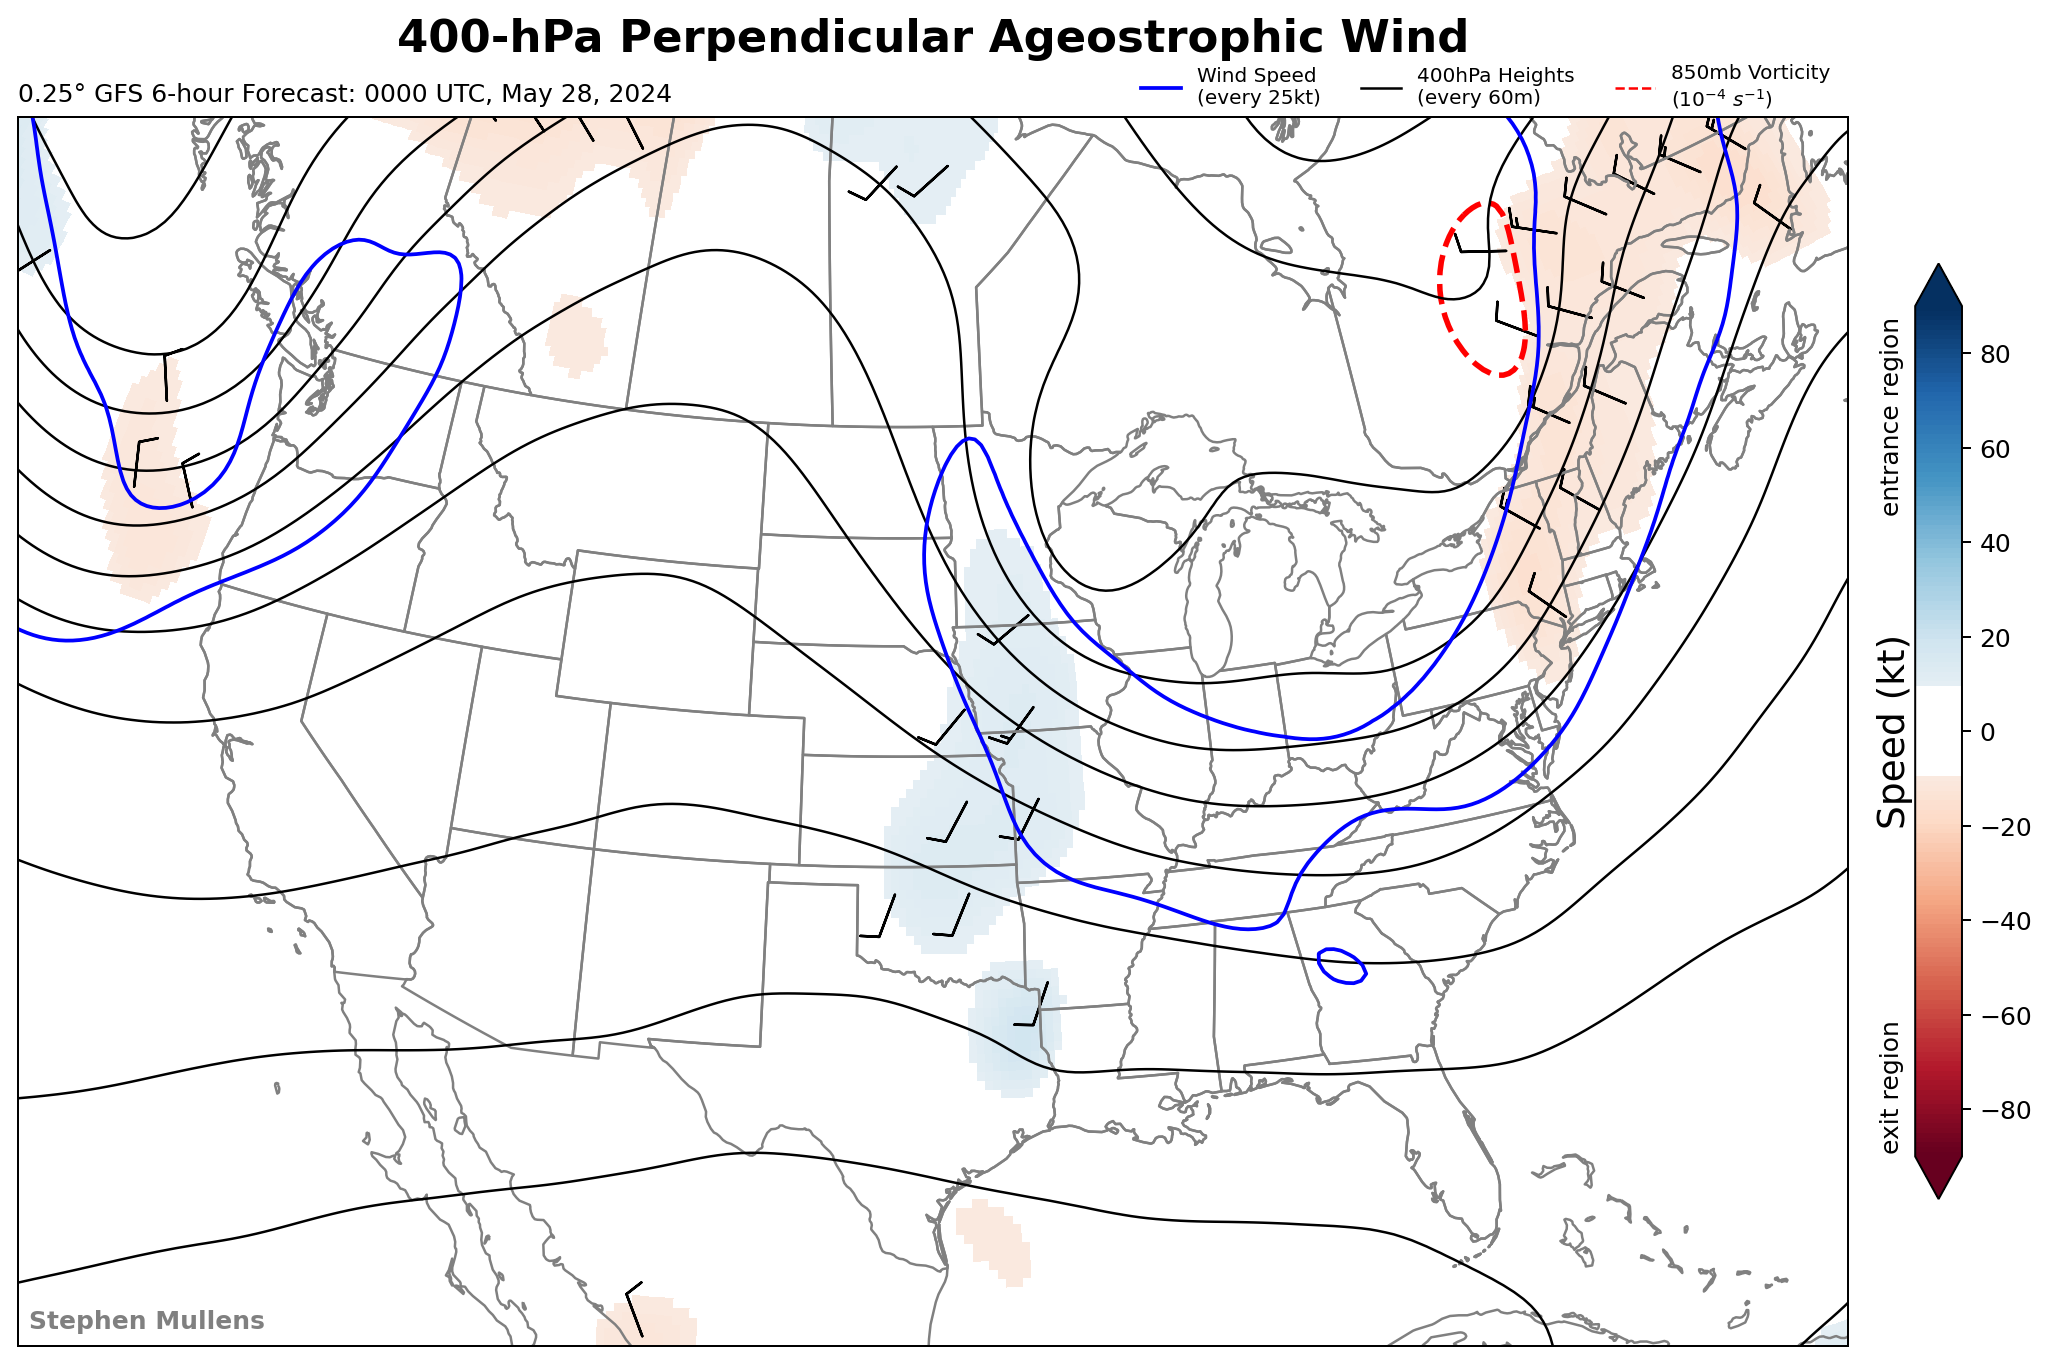 400-hPa Perpendicular Ageostrophic Wind
0.25° GFS 6-hour Forecast: 0000 UTC, May 28, 2024
Wind Speed
(every 25kt)
400hPa Heights
(every 60m)
850mb Vorticity
(10⁻⁴ s⁻¹)
entrance region
Speed (kt)
exit region
80
60
40
20
0
−20
−40
−60
−80
Stephen Mullens